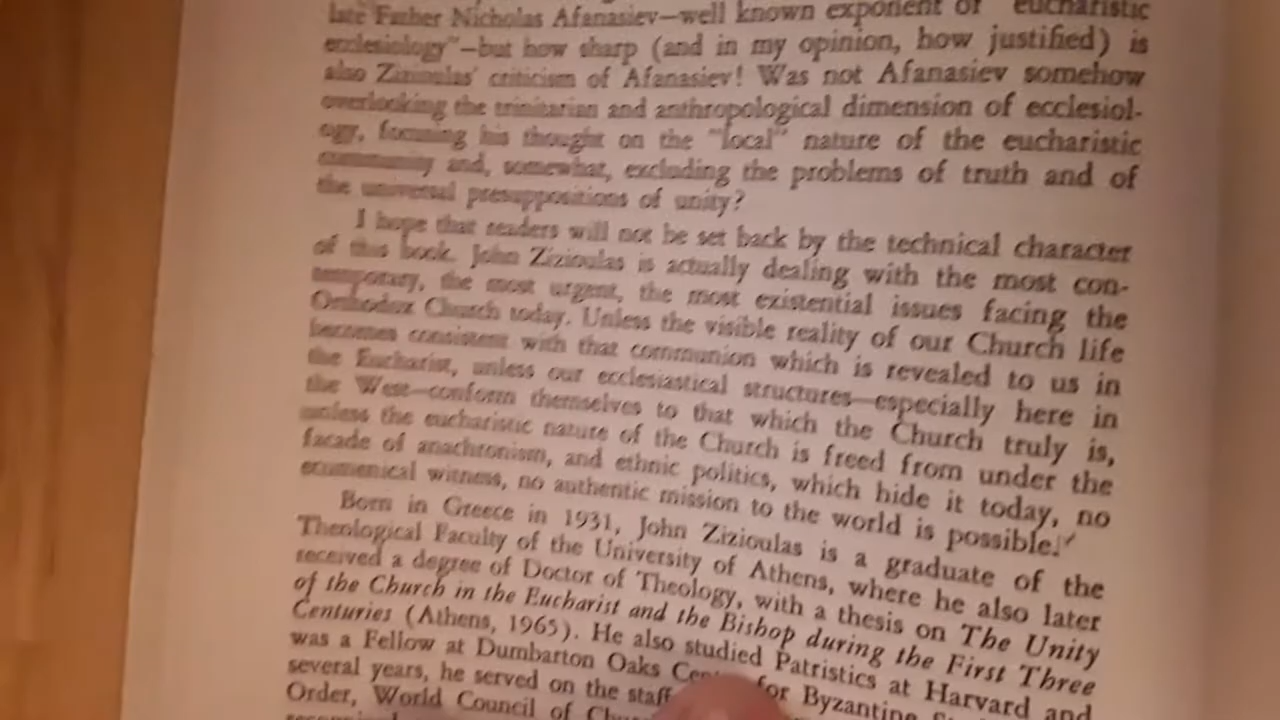 late Father Nicholas Afanasiev—well known exponent of "eucharistic
ecclesiology"—but how sharp (and in my opinion, how justified) is
also Zizioulas' criticism of Afanasiev! Was not Afanasiev somehow
overlooking the trinitarian and anthropological dimension of ecclesiol-
ogy, focusing his thought on the "local" nature of the eucharistic
community and, somewhat, excluding the problems of truth and of
the universal presuppositions of unity?
I hope that readers will not be set back by the technical character
of this book. John Zizioulas is actually dealing with the most con-
temporary, the most urgent, the most existential issues facing the
Orthodox Church today. Unless the visible reality of our Church life
becomes consistent with that communion which is revealed to us in
the Eucharist, unless our ecclesiastical structures—especially here in
the West—conform themselves to that which the Church truly is,
unless the eucharistic nature of the Church is freed from under the
facade of anachronism, and ethnic politics, which hide it today, no
ecumenical witness, no authentic mission to the world is possible.
Born in Greece in 1931, John Zizioulas is a graduate of the
Theological Faculty of the University of Athens, where he also later
received a degree of Doctor of Theology, with a thesis on The Unity
of the Church in the Eucharist and the Bishop during the First Three
Centuries (Athens, 1965). He also studied Patristics at Harvard and
was a Fellow at Dumbarton Oaks for Byzantine
several years, he served on the staff
Order, World Council of